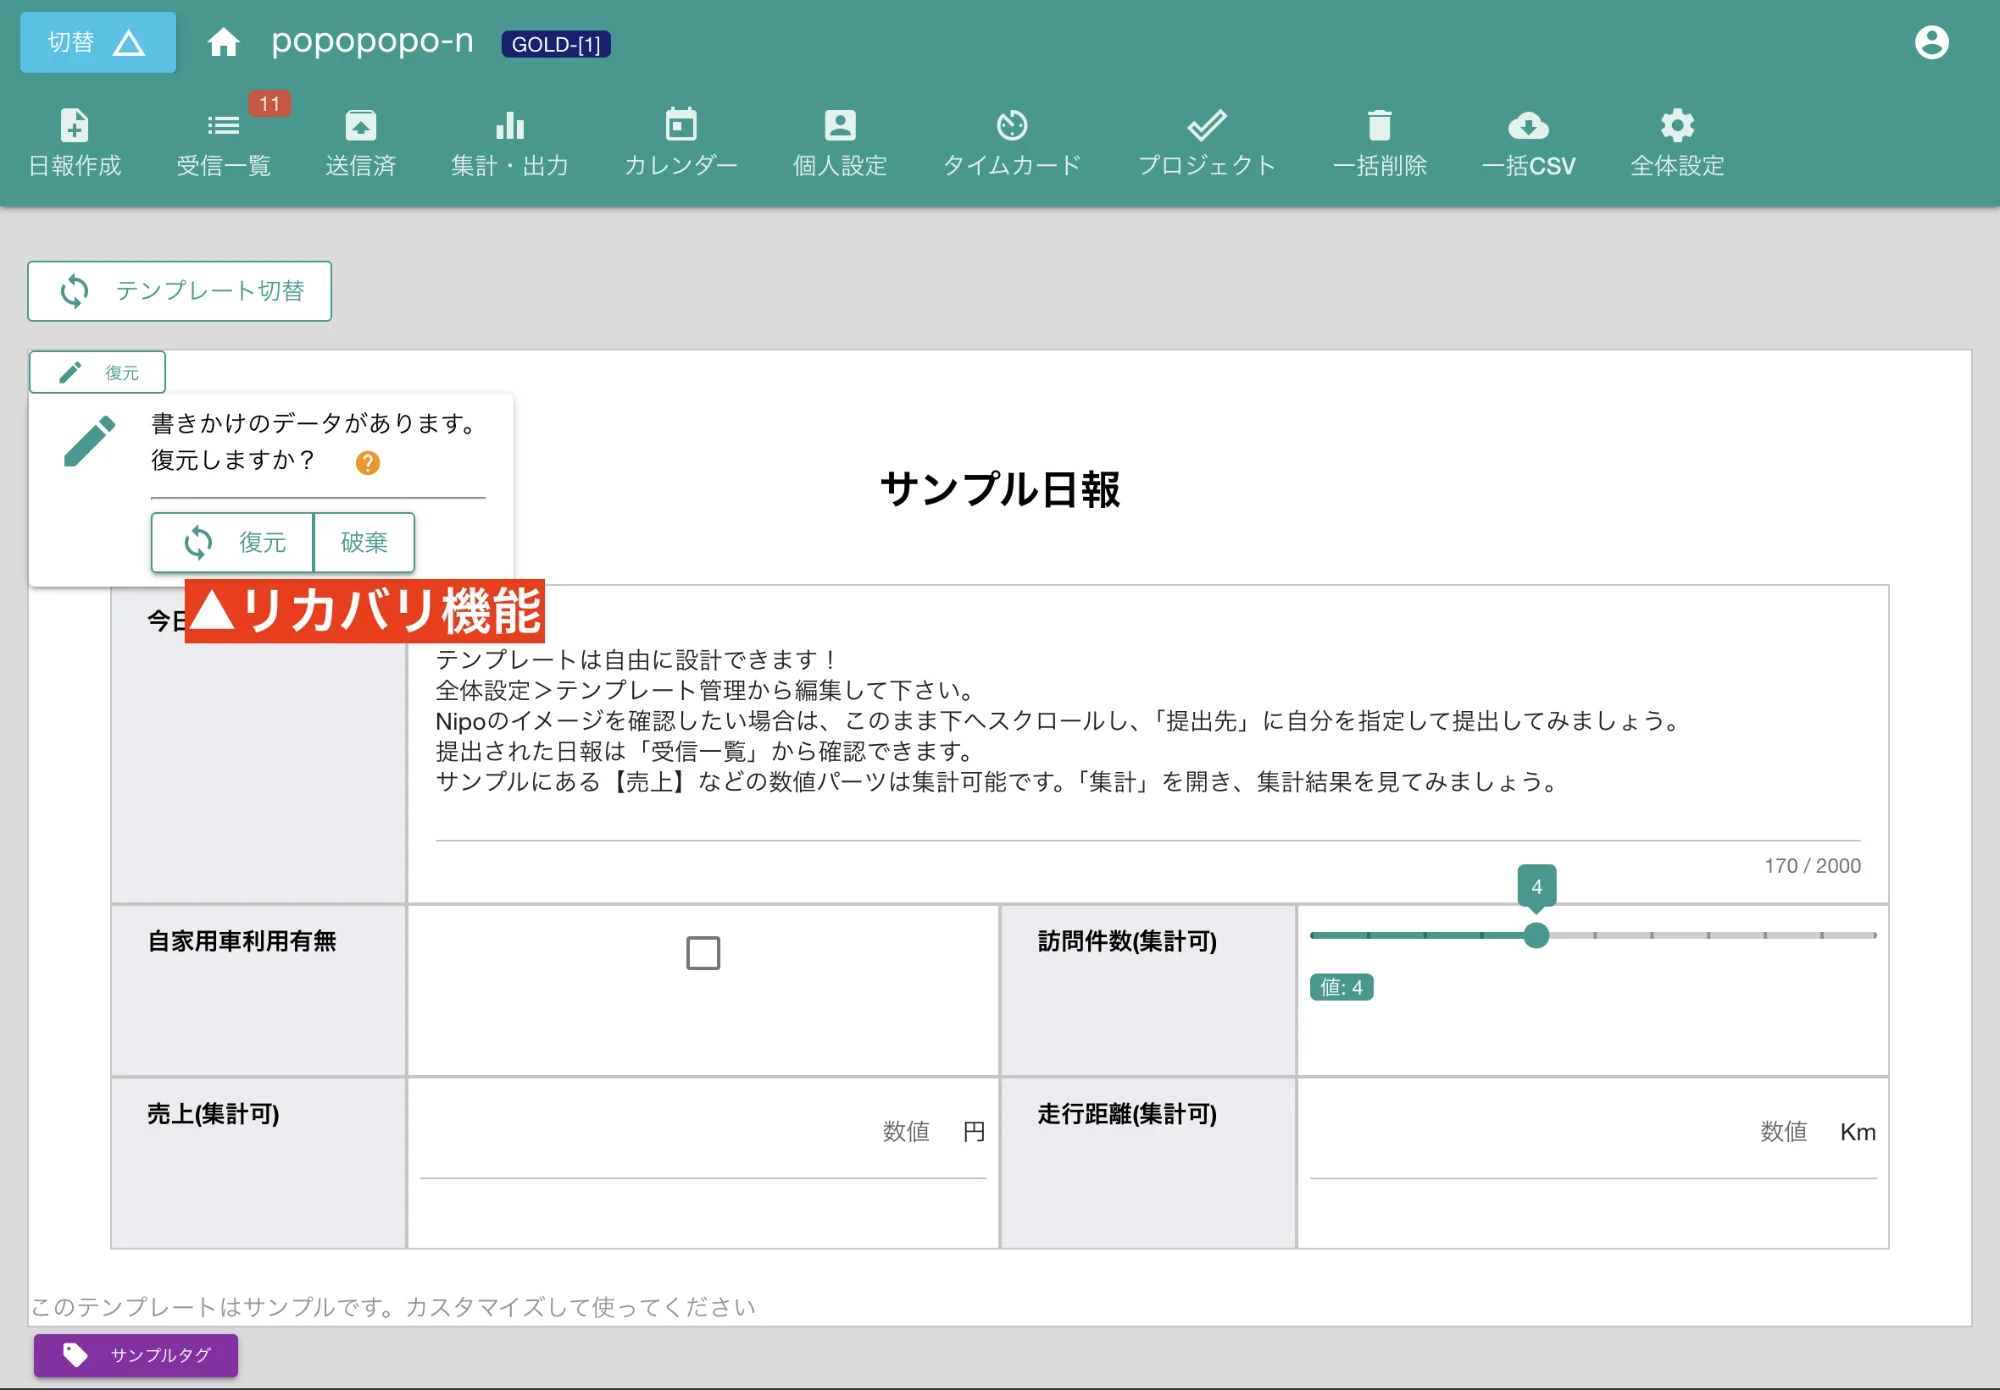 切替
popopopo-n
GOLD-[1]
11
日報作成
受信一覧
送信済
集計・出力
カレンダー
個人設定
タイムカード
プロジェクト
一括削除
一括CSV
全体設定
テンプレート切替
復元
書きかけのデータがあります。
復元しますか？
?
復元
破棄
サンプル日報
▲リカバリ機能
今日
テンプレートは自由に設計できます！
全体設定＞テンプレート管理から編集して下さい。
Nipoのイメージを確認したい場合は、このまま下へスクロールし、「提出先」に自分を指定して提出してみましょう。
提出された日報は「受信一覧」から確認できます。
サンプルにある【売上】などの数値パーツは集計可能です。「集計」を開き、集計結果を見てみましょう。
170 / 2000
自家用車利用有無
訪問件数(集計可)
4
値: 4
売上(集計可)
数値 円
走行距離(集計可)
数値 Km
このテンプレートはサンプルです。カスタマイズして使ってください
サンプルタグ